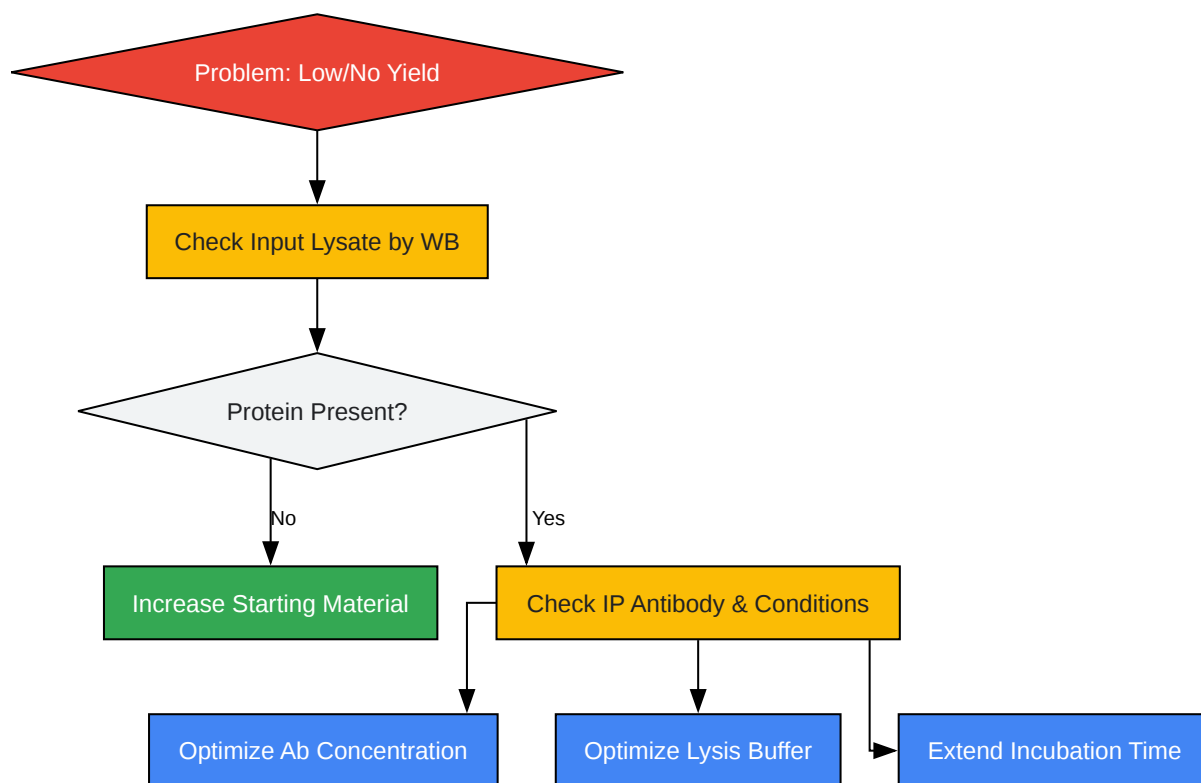 Problem: Low/No Yield
Check Input Lysate by WB
Protein Present?
No
Yes
Increase Starting Material
Check IP Antibody & Conditions
Optimize Ab Concentration
Optimize Lysis Buffer
Extend Incubation Time